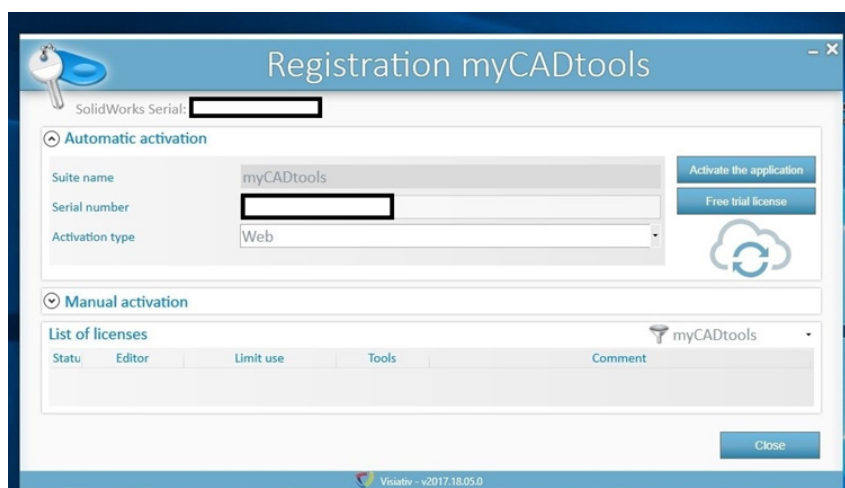 Registration myCADtools
SolidWorks Serial:
Automatic activation
Suite name myCADtools Activate the application
Serial number Free trial license
Activation type Web
Manual activation
List of licenses myCADtools
Statu Editor Limit use Tools Comment
Close
Visiativ - v2017.18.05.0